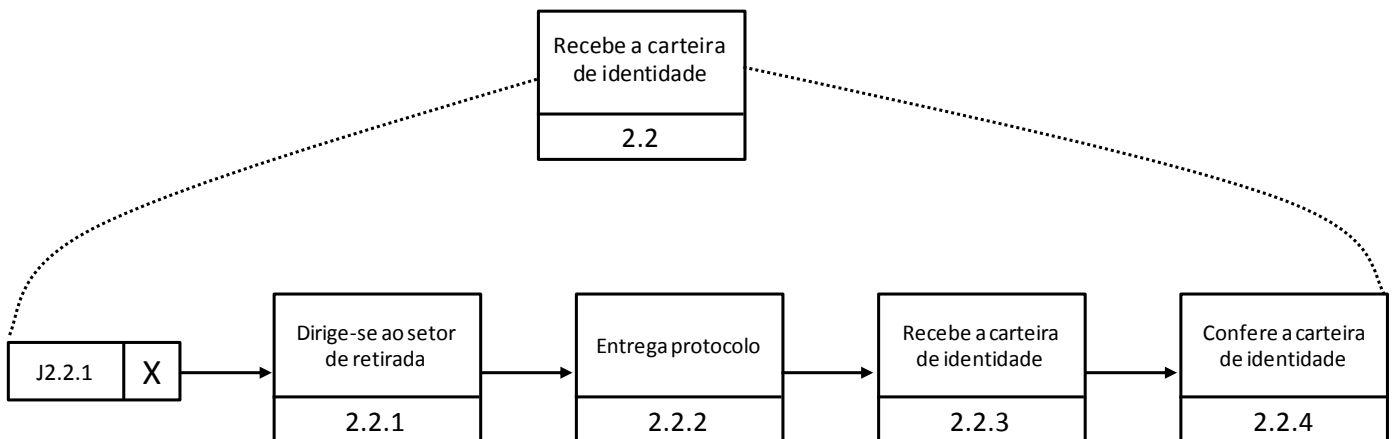 Recebe a carteira
de identidade
2.2
J2.2.1
X
Dirige-se ao setor
de retirada
2.2.1
Entrega protocolo
2.2.2
Recebe a carteira
de identidade
2.2.3
Confere a carteira
de identidade
2.2.4